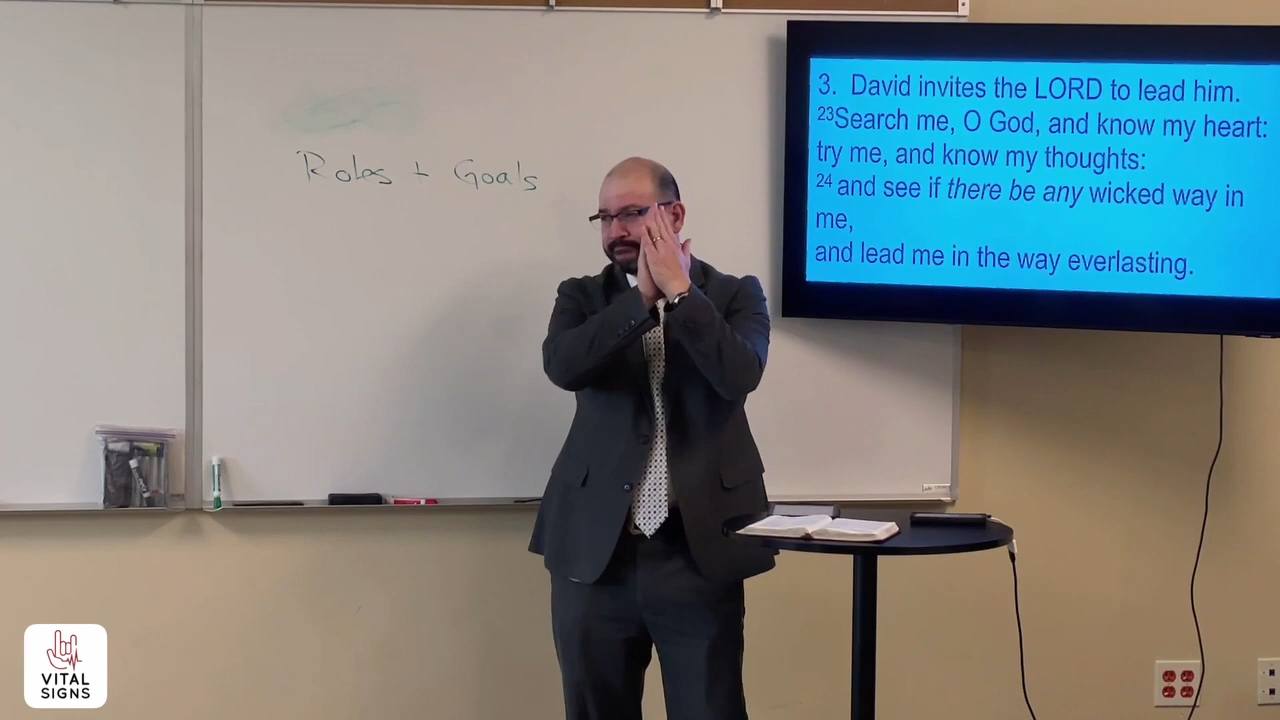 Roles + Goals
3. David invites the LORD to lead him.
23Search me, O God, and know my heart:
try me, and know my thoughts:
24 and see if there be any wicked way in
me,
and lead me in the way everlasting.
VITAL
SIGNS